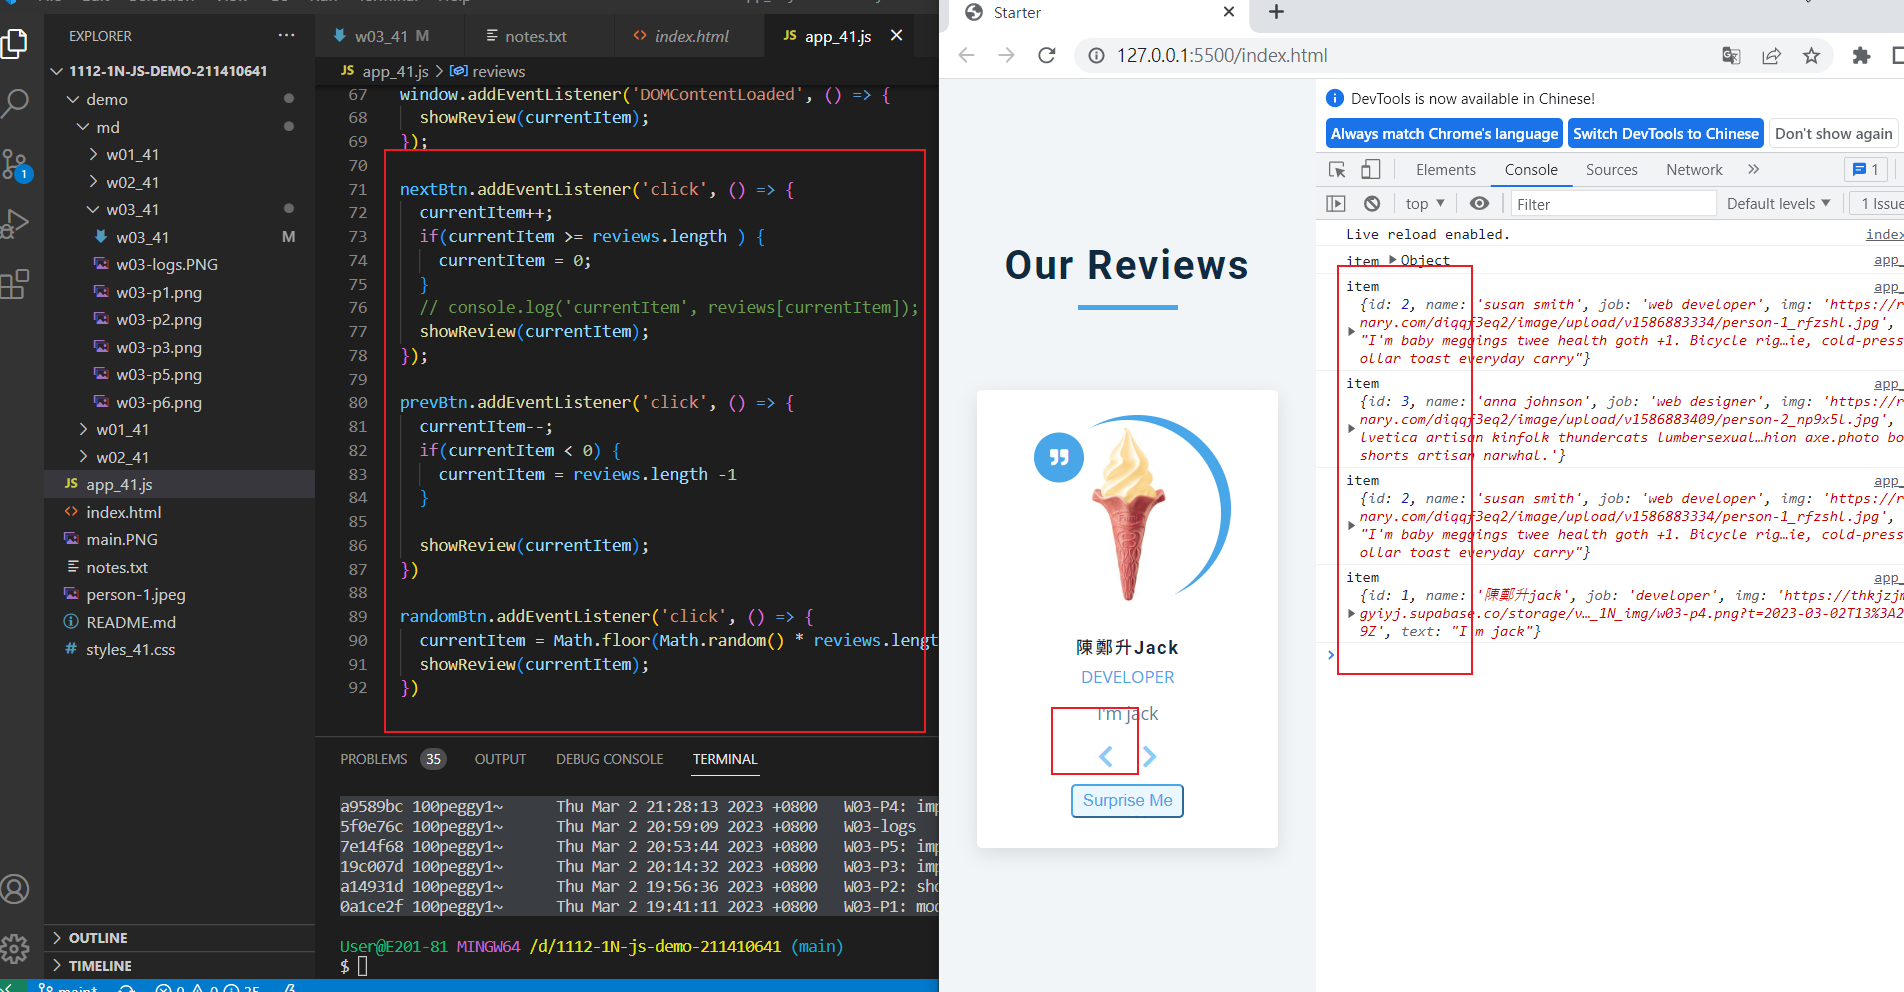 EXPLORER
1112-1N-JS-DEMO-211410641
demo
md
w01_41
w02_41
w03_41
w03_41 M
w03-logs.PNG
w03-p1.png
w03-p2.png
w03-p3.png
w03-p5.png
w03-p6.png
w01_41
w02_41
JS app_41.js
index.html
main.PNG
notes.txt
person-1.jpeg
README.md
# styles_41.css
OUTLINE
TIMELINE
1
w03_41 M
notes.txt
index.html
JS app_41.js
JS app_41.js > reviews
67 window.addEventListener('DOMContentLoaded', () => {
68 showReview(currentItem);
69 });
70
71 nextBtn.addEventListener('click', () => {
72 currentItem++;
73 if(currentItem >= reviews.length ) {
74 currentItem = 0;
75 }
76 // console.log('currentItem', reviews[currentItem]);
77 showReview(currentItem);
78 });
79
80 prevBtn.addEventListener('click', () => {
81 currentItem--;
82 if(currentItem < 0) {
83 currentItem = reviews.length -1
84 }
85
86 showReview(currentItem);
87 })
88
89 randomBtn.addEventListener('click', () => {
90 currentItem = Math.floor(Math.random() * reviews.lengt
91 showReview(currentItem);
92 })
PROBLEMS 35 OUTPUT DEBUG CONSOLE TERMINAL
a9589bc 100peggy1~ Thu Mar 2 21:28:13 2023 +0800 W03-P4: imp
5f0e76c 100peggy1~ Thu Mar 2 20:59:09 2023 +0800 W03-logs
7e14f68 100peggy1~ Thu Mar 2 20:53:44 2023 +0800 W03-P5: imp
19c007d 100peggy1~ Thu Mar 2 20:14:32 2023 +0800 W03-P3: imp
a14931d 100peggy1~ Thu Mar 2 19:56:36 2023 +0800 W03-P2: sho
0a1ce2f 100peggy1~ Thu Mar 2 19:41:11 2023 +0800 W03-P1: mod
User@E201-81 MINGW64 /d/1112-1N-js-demo-211410641 (main)
$
Starter
127.0.0.1:5500/index.html
Our Reviews
陳鄭升Jack
DEVELOPER
I'm jack
Surprise Me
DevTools is now available in Chinese!
Always match Chrome's language Switch DevTools to Chinese Don't show again
Elements Console Sources Network » 1
top Filter Default levels 1 Issue
Live reload enabled. index
item Object app_
item app_
{id: 2, name: 'susan smith', job: 'web developer', img: 'https://r
nary.com/diqqf3eq2/image/upload/v1586883334/person-1_rfzshl.jpg',
"I'm baby meggings twee health goth +1. Bicycle rig…ie, cold-press
ollar toast everyday carry"}
item app_
{id: 3, name: 'anna johnson', job: 'web designer', img: 'https://r
nary.com/diqqf3eq2/image/upload/v1586883409/person-2_np9x5l.jpg',
lvetica artisan kinfolk thundercats lumbersexual…hion axe.photo bo
shorts artisan narwhal.'}
item app_
{id: 2, name: 'susan smith', job: 'web developer', img: 'https://r
nary.com/diqqf3eq2/image/upload/v1586883334/person-1_rfzshl.jpg',
"I'm baby meggings twee health goth +1. Bicycle rig…ie, cold-press
ollar toast everyday carry"}
item app_
{id: 1, name: '陳鄭升jack', job: 'developer', img: 'https://thkjzjm
gyiyj.supabase.co/storage/v…_1N_img/w03-p4.png?t=2023-03-02T13%3A2
9Z', text: "I'm jack"}